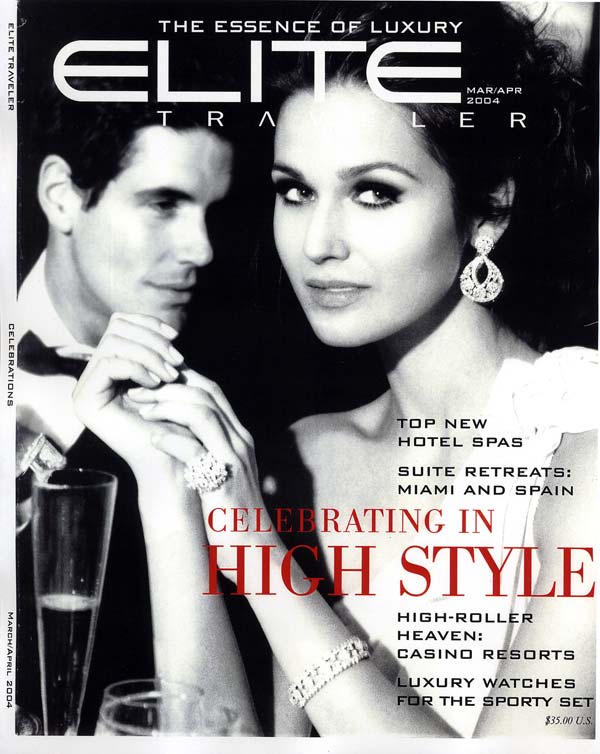 THE ESSENCE OF LUXURY
ELITE
MAR/APR
2004
TRAVELER
ELITE TRAVELER
CELEBRATIONS
MARCH/APRIL 2004
TOP NEW
HOTEL SPAS
SUITE RETREATS:
MIAMI AND SPAIN
CELEBRATING IN
HIGH STYLE
HIGH-ROLLER
HEAVEN:
CASINO RESORTS
LUXURY WATCHES
FOR THE SPORTY SET
$35.00 U.S.